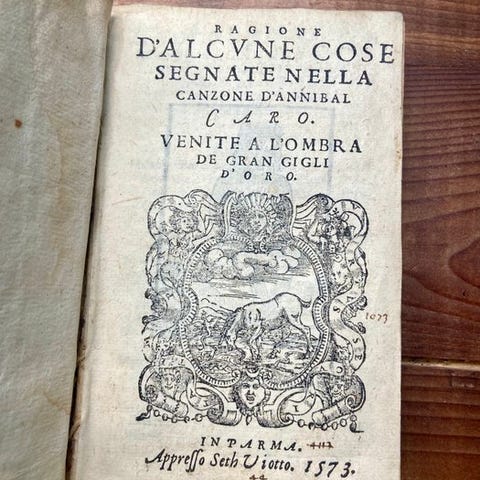 RAGIONE
D'ALCVNE COSE
SEGNATE NELLA
CANZONE D'ANNIBAL
CARO.
VENITE A L'OMBRA
DE GRAN GIGLI
D'ORO.
1073
IN PARMA.
Appresso Seth Viotto. 1573.